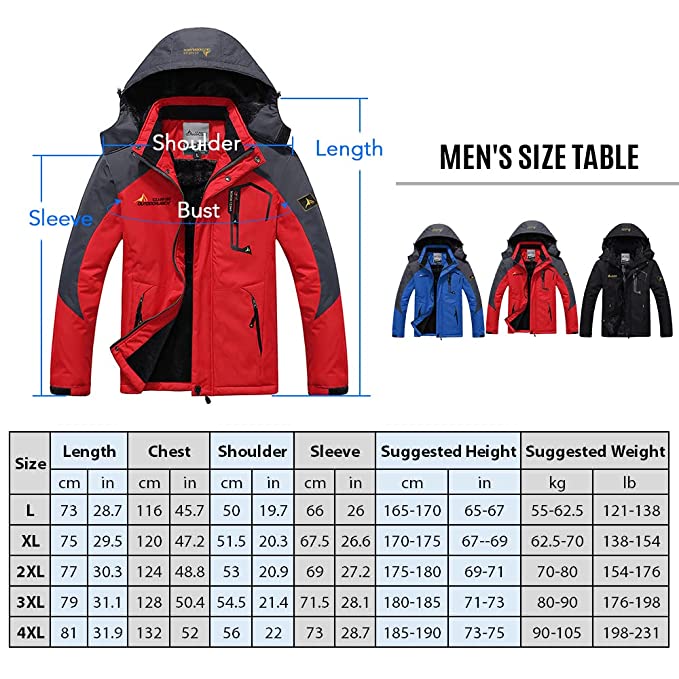 Shoulder
Length
Sleeve
Bust
MEN'S SIZE TABLE
Size Length Chest Shoulder Sleeve Suggested Height Suggested Weight
cm in cm in cm in cm in cm in kg lb
L 73 28.7 116 45.7 50 19.7 66 26 165-170 65-67 55-62.5 121-138
XL 75 29.5 120 47.2 51.5 20.3 67.5 26.6 170-175 67--69 62.5-70 138-154
2XL 77 30.3 124 48.8 53 20.9 69 27.2 175-180 69-71 70-80 154-176
3XL 79 31.1 128 50.4 54.5 21.4 71.5 28.1 180-185 71-73 80-90 176-198
4XL 81 31.9 132 52 56 22 73 28.7 185-190 73-75 90-105 198-231